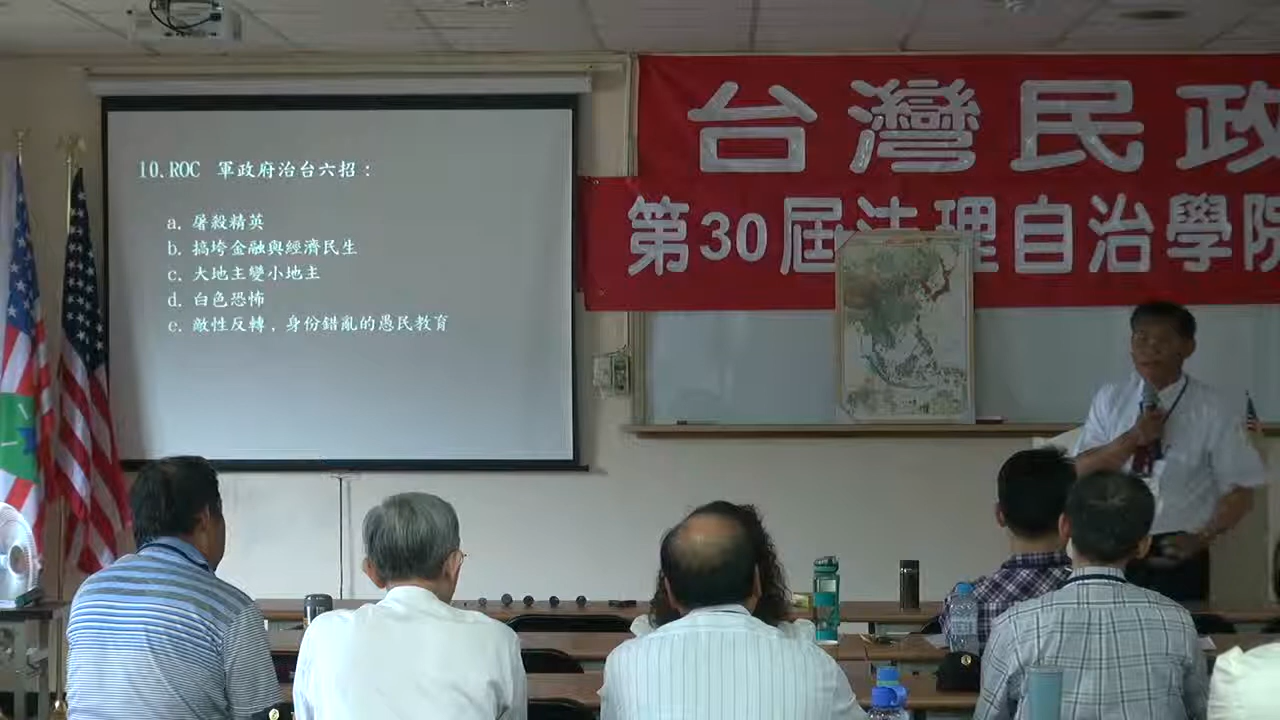 10.ROC 軍政府治台六招：
a. 屠殺精英
b. 搞垮金融與經濟民生
c. 大地主變小地主
d. 白色恐怖
e. 敵性反轉，身份錯亂的愚民教育
台灣民政
第30屆法理自治學院